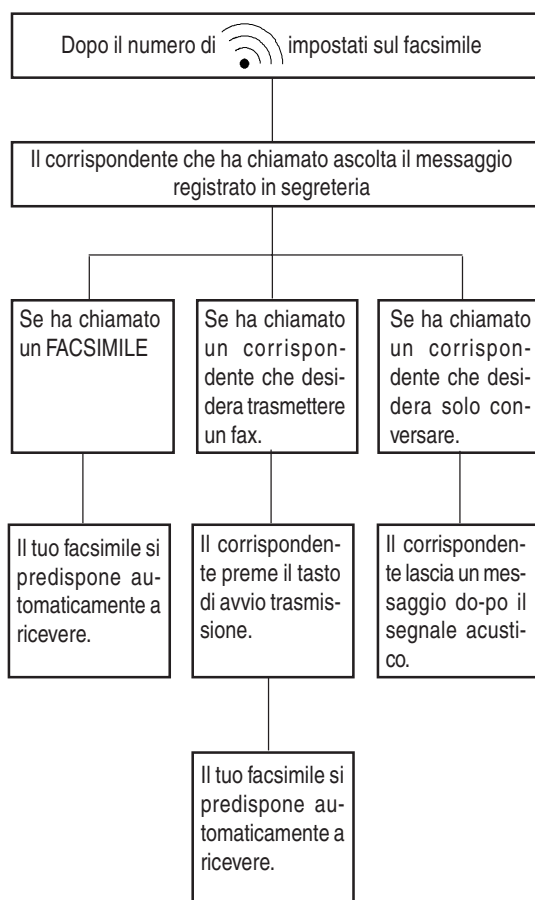 Dopo il numero di impostati sul facsimile
Il corrispondente che ha chiamato ascolta il messaggio
registrato in segreteria
Se ha chiamato
un FACSIMILE
Se ha chiamato
un corrispon-
dente che desi-
dera trasmettere
un fax.
Se ha chiamato
un corrispon-
dente che desi-
dera solo con-
versare.
Il tuo facsimile si
predispone au-
tomaticamente a
ricevere.
Il corrisponden-
te preme il tasto
di avvio trasmis-
sione.
Il corrisponden-
te lascia un mes-
saggio do-po il
segnale acusti-
co.
Il tuo facsimile si
predispone au-
tomaticamente a
ricevere.